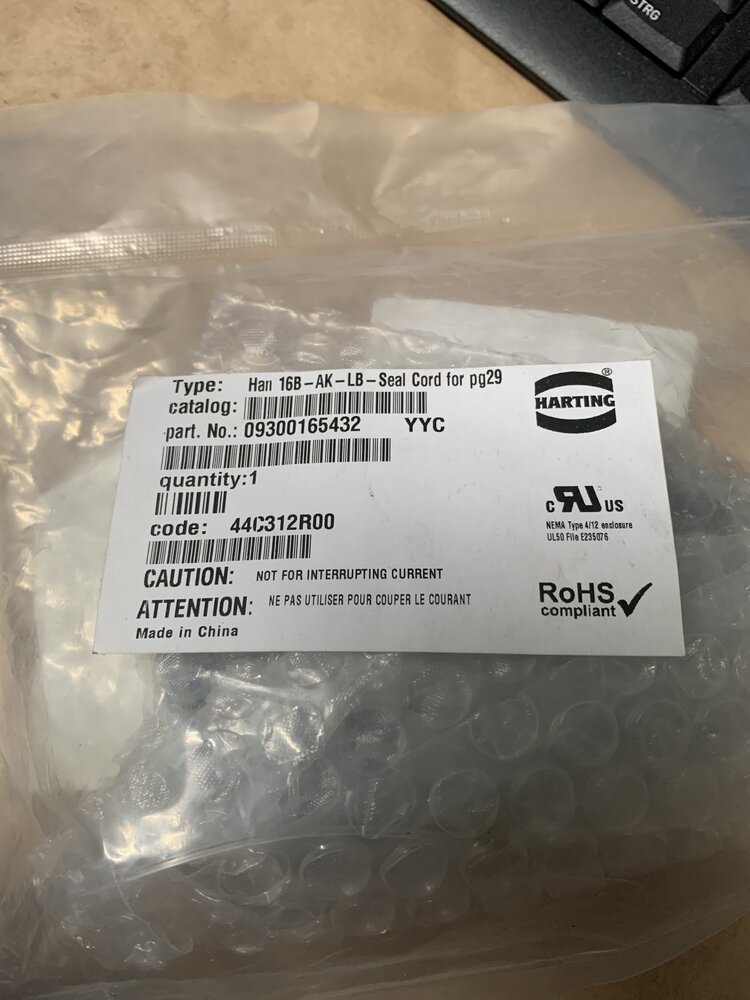 STRG
Type: Han 16B-AK-LB-Seal Cord for pg29
catalog:
part. No.: 09300165432 YYC
quantity:1
code: 44C312R00
CAUTION: NOT FOR INTERRUPTING CURRENT
ATTENTION: NE PAS UTILISER POUR COUPER LE COURANT
Made in China
®
HARTING
c RU US
NEMA Type 4/12 enclosure
UL50 File E235076
RoHS
compliant